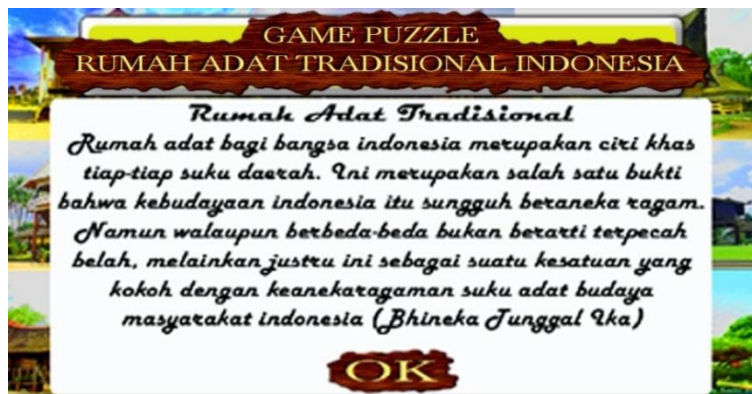 GAME PUZZLE
RUMAH ADAT TRADISIONAL INDONESIA
Rumah Adat Tradisional
Rumah adat bagi bangsa indonesia merupakan ciri khas
tiap-tiap suku daerah. Ini merupakan salah satu bukti
bahwa kebudayaan indonesia itu sungguh beraneka ragam.
Namun walaupun berbeda-beda bukan berarti terpecah
belah, melainkan justru ini sebagai suatu kesatuan yang
kokoh dengan keanekaragaman suku adat budaya
masyarakat indonesia (Bhineka Tunggal Ika)
OK